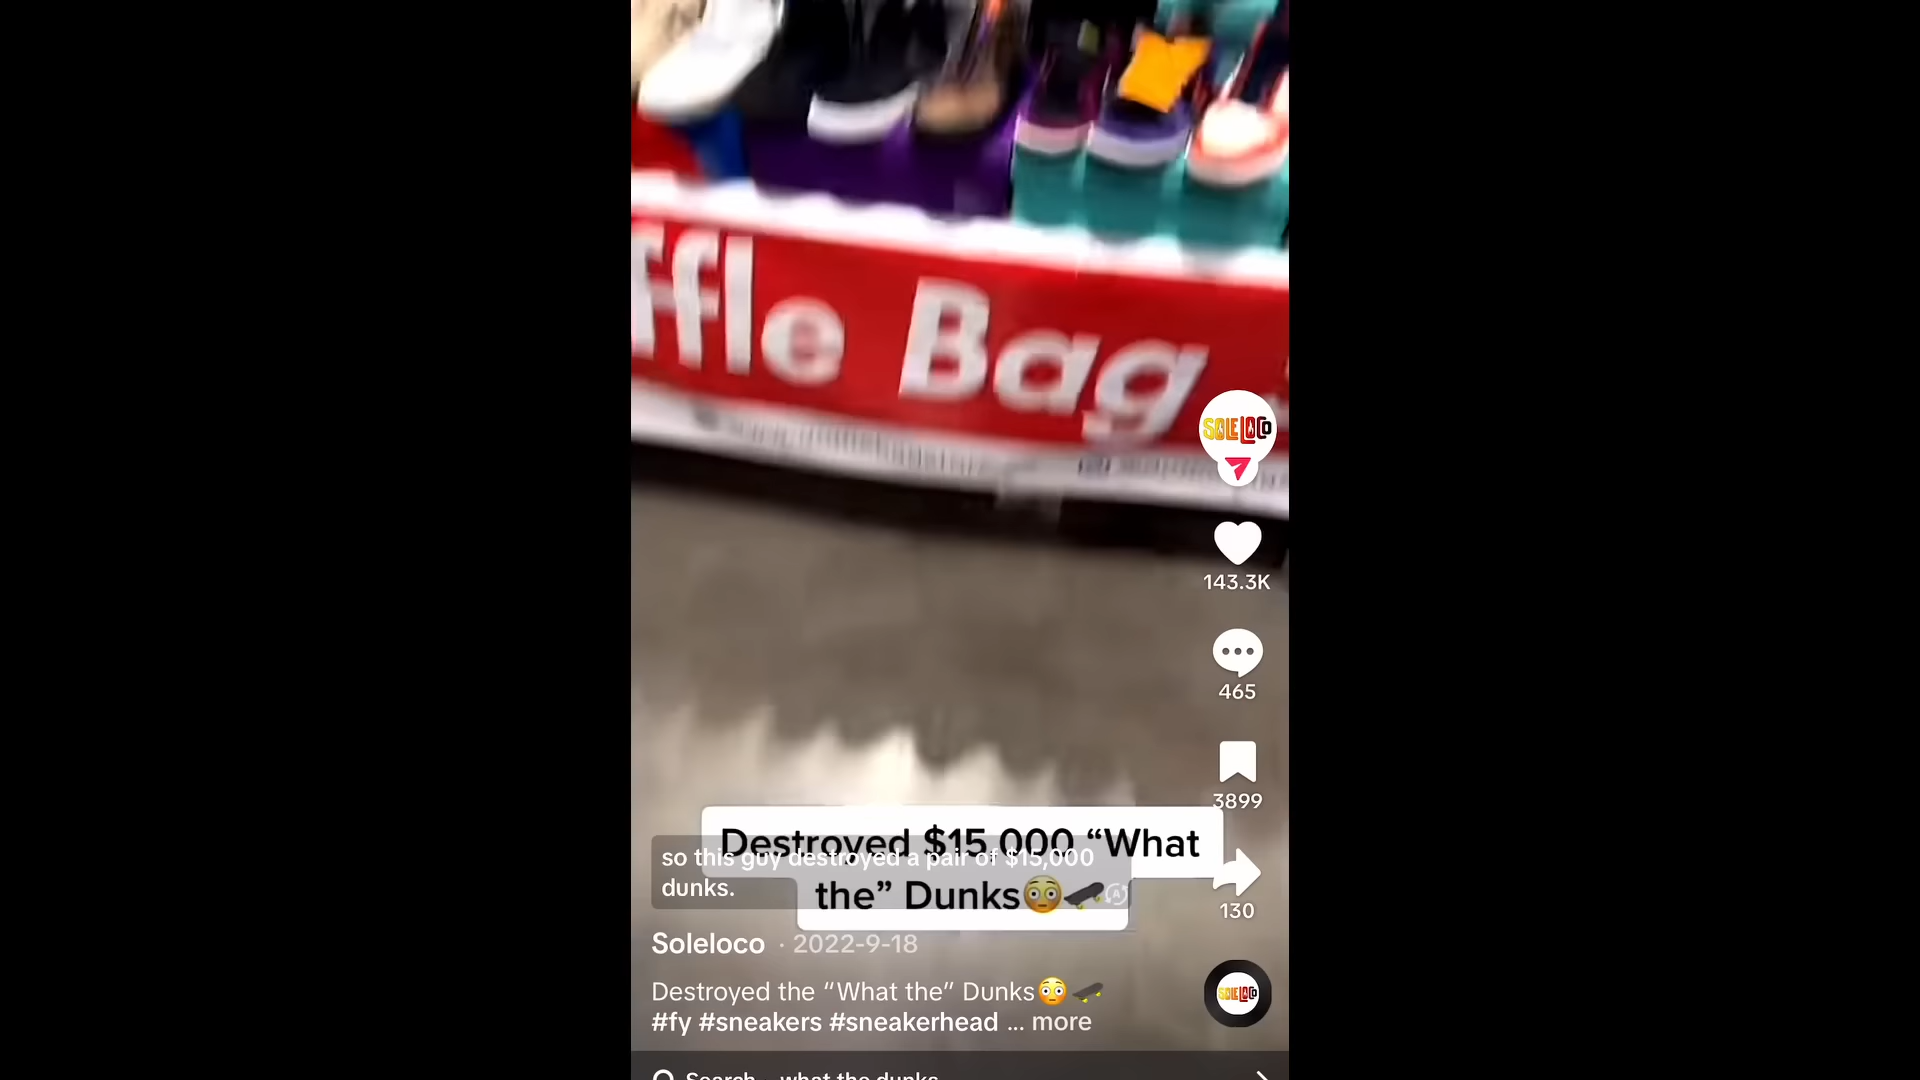 ffle Bag
SOLELOCO
143.3K
465
3899
Destroyed $15,000 “What
the” Dunks😳🛹
so this guy destroyed a pair of $15,000
dunks.
130
Soleloco · 2022-9-18
Destroyed the “What the” Dunks😳🛹
SOLELOCO
#fy #sneakers #sneakerhead ... more
Search · what the dunks